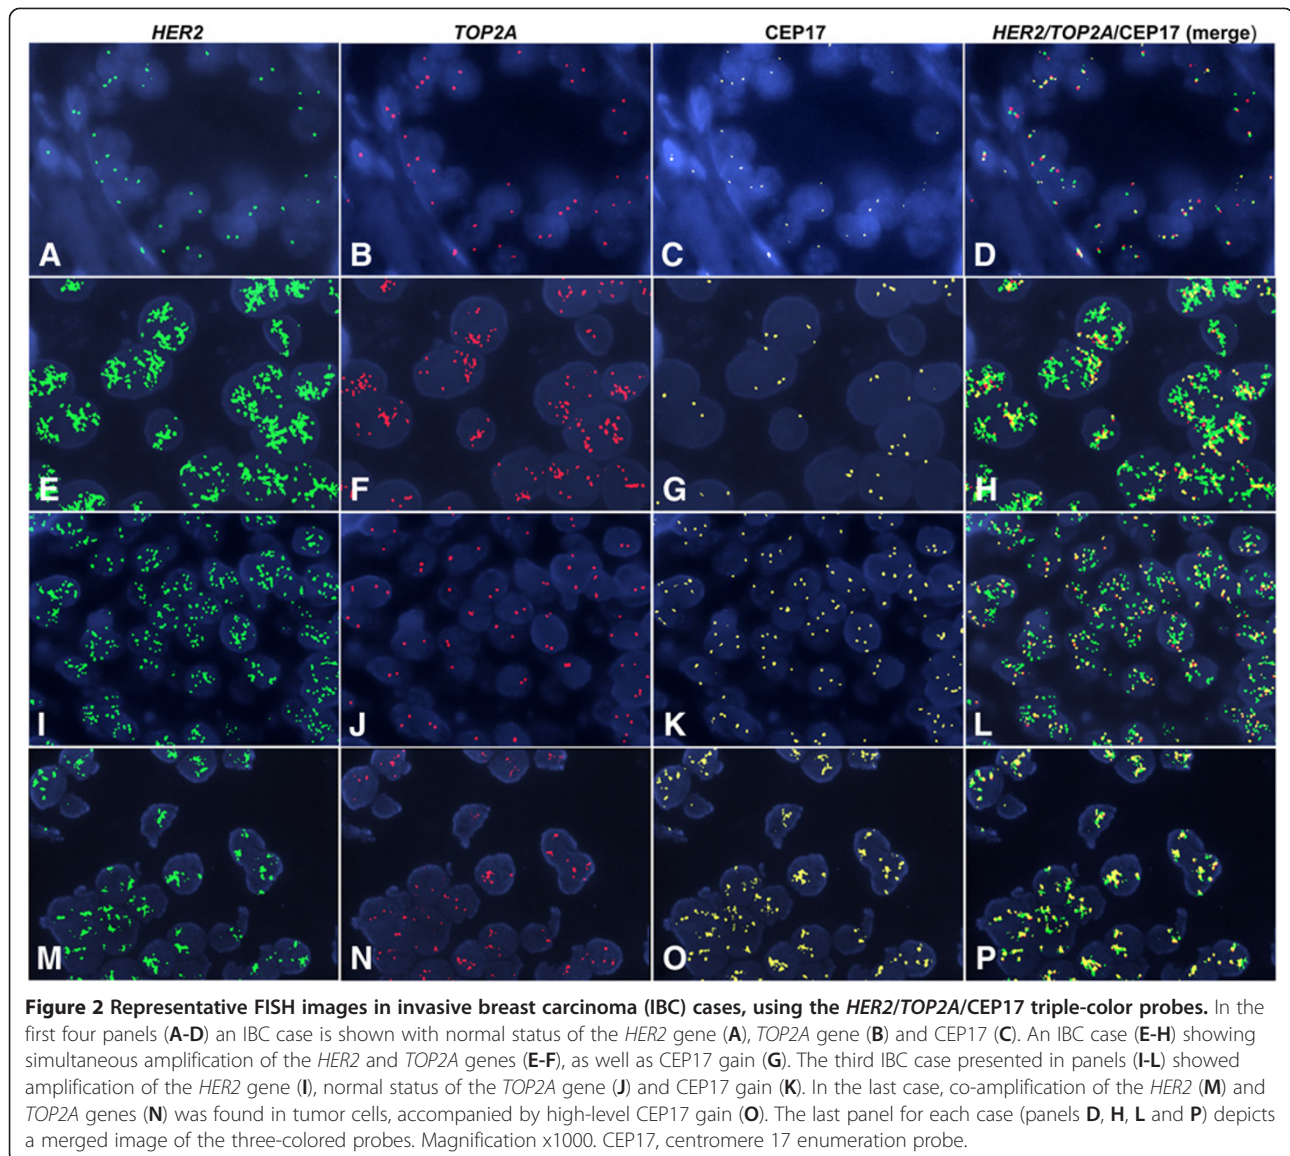 HER2 TOP2A CEP17 HER2/TOP2A/CEP17 (merge)
A B C D
E F G H
I J K L
M N O P
Figure 2 Representative FISH images in invasive breast carcinoma (IBC) cases, using the HER2/TOP2A/CEP17 triple-color probes. In the
first four panels (A-D) an IBC case is shown with normal status of the HER2 gene (A), TOP2A gene (B) and CEP17 (C). An IBC case (E-H) showing
simultaneous amplification of the HER2 and TOP2A genes (E-F), as well as CEP17 gain (G). The third IBC case presented in panels (I-L) showed
amplification of the HER2 gene (I), normal status of the TOP2A gene (J) and CEP17 gain (K). In the last case, co-amplification of the HER2 (M) and
TOP2A genes (N) was found in tumor cells, accompanied by high-level CEP17 gain (O). The last panel for each case (panels D, H, L and P) depicts
a merged image of the three-colored probes. Magnification x1000. CEP17, centromere 17 enumeration probe.